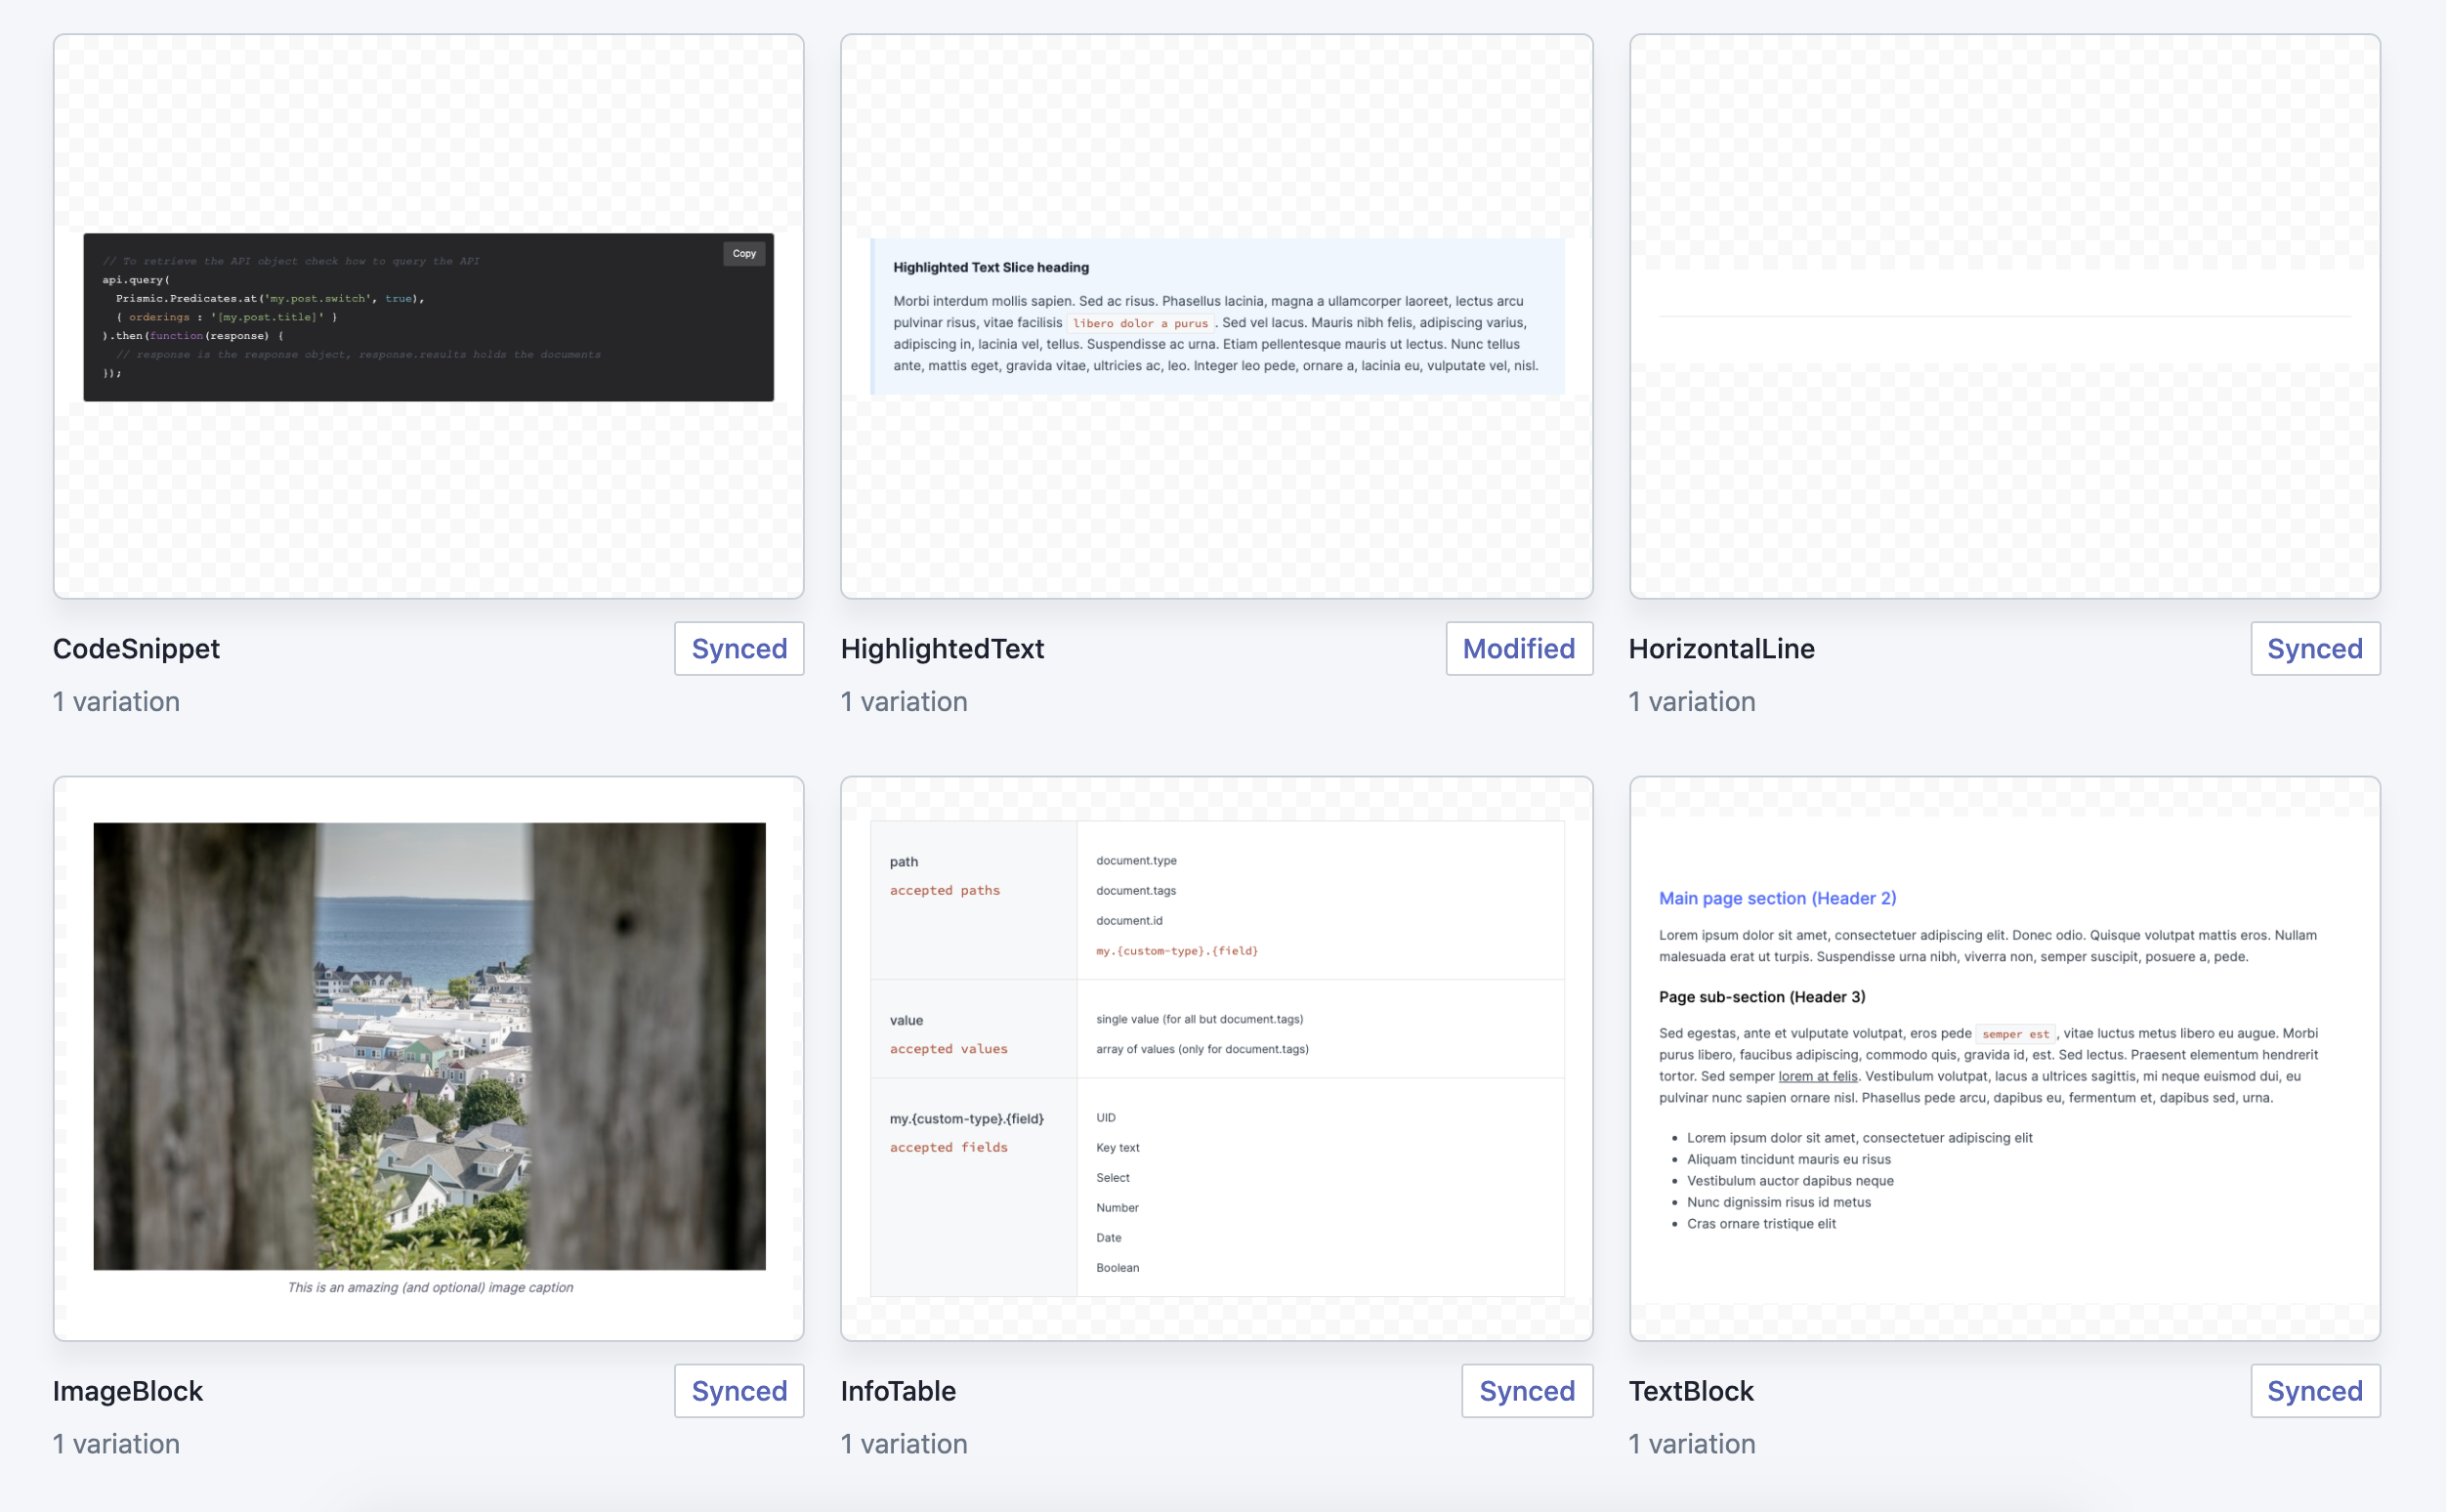 Copy
// To retrieve the API object check how to query the API
api.query(
Prismic.Predicates.at('my.post.switch', true),
{ orderings : '[my.post.title]' }
).then(function(response) {
// response is the response object, response.results holds the documents
});
CodeSnippet
Synced
1 variation
Highlighted Text Slice heading
Morbi interdum mollis sapien. Sed ac risus. Phasellus lacinia, magna a ullamcorper laoreet, lectus arcu
pulvinar risus, vitae facilisis libero dolor a purus . Sed vel lacus. Mauris nibh felis, adipiscing varius,
adipiscing in, lacinia vel, tellus. Suspendisse ac urna. Etiam pellentesque mauris ut lectus. Nunc tellus
ante, mattis eget, gravida vitae, ultricies ac, leo. Integer leo pede, ornare a, lacinia eu, vulputate vel, nisl.
HighlightedText
Modified
1 variation
HorizontalLine
Synced
1 variation
This is an amazing (and optional) image caption
ImageBlock
Synced
1 variation
path
accepted paths
document.type
document.tags
document.id
my.{custom-type}.{field}
value
accepted values
single value (for all but document.tags)
array of values (only for document.tags)
my.{custom-type}.{field}
accepted fields
UID
Key text
Select
Number
Date
Boolean
InfoTable
Synced
1 variation
Main page section (Header 2)
Lorem ipsum dolor sit amet, consectetuer adipiscing elit. Donec odio. Quisque volutpat mattis eros. Nullam
malesuada erat ut turpis. Suspendisse urna nibh, viverra non, semper suscipit, posuere a, pede.
Page sub-section (Header 3)
Sed egestas, ante et vulputate volutpat, eros pede semper est , vitae luctus metus libero eu augue. Morbi
purus libero, faucibus adipiscing, commodo quis, gravida id, est. Sed lectus. Praesent elementum hendrerit
tortor. Sed semper lorem at felis. Vestibulum volutpat, lacus a ultrices sagittis, mi neque euismod dui, eu
pulvinar nunc sapien ornare nisl. Phasellus pede arcu, dapibus eu, fermentum et, dapibus sed, urna.
• Lorem ipsum dolor sit amet, consectetuer adipiscing elit
• Aliquam tincidunt mauris eu risus
• Vestibulum auctor dapibus neque
• Nunc dignissim risus id metus
• Cras ornare tristique elit
TextBlock
Synced
1 variation